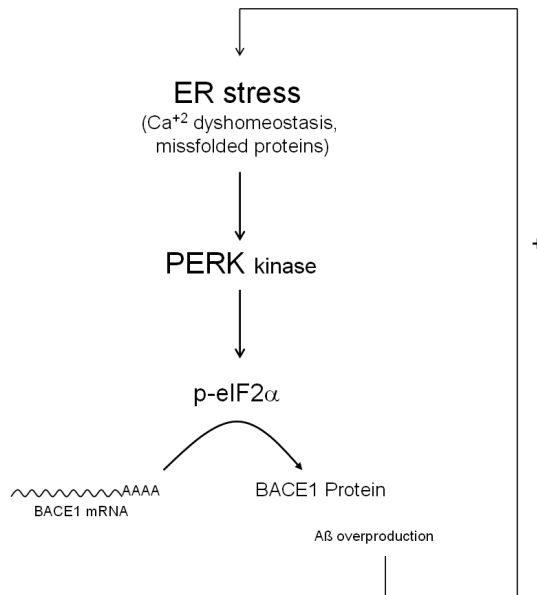 ER stress
(Ca+2 dyshomeostasis,
missfolded proteins)
+
PERK kinase
p-eIF2α
AAAA
BACE1 mRNA
BACE1 Protein
Aß overproduction